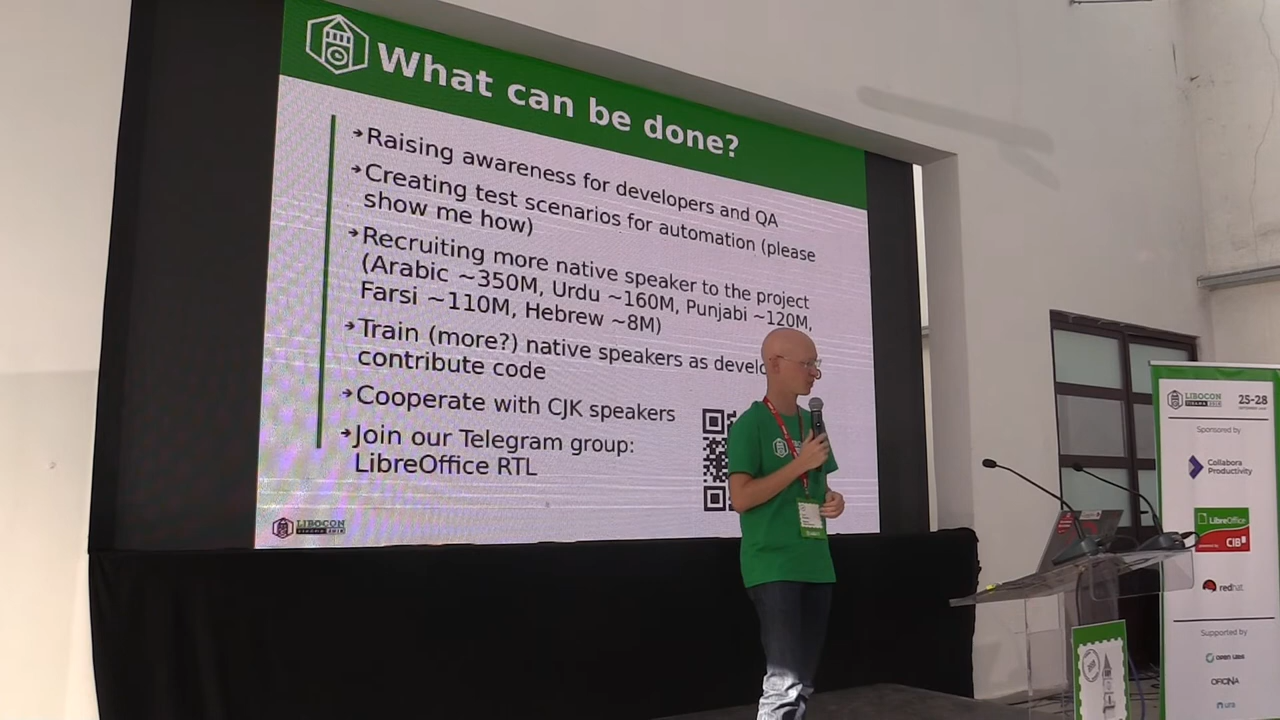 What can be done?
➔Raising awareness for developers and QA
➔Creating test scenarios for automation (please
show me how)
➔Recruiting more native speaker to the project
(Arabic ~350M, Urdu ~160M, Punjabi ~120M,
Farsi ~110M, Hebrew ~8M)
➔Train (more?) native speakers as develo
contribute code
➔Cooperate with CJK speakers
➔Join our Telegram group:
LibreOffice RTL
LIBOCON
LIBOCON
25-28
Sponsored by
Collabora
Productivity
LibreOffice
CIB
redhat
Supported by
OFICINA